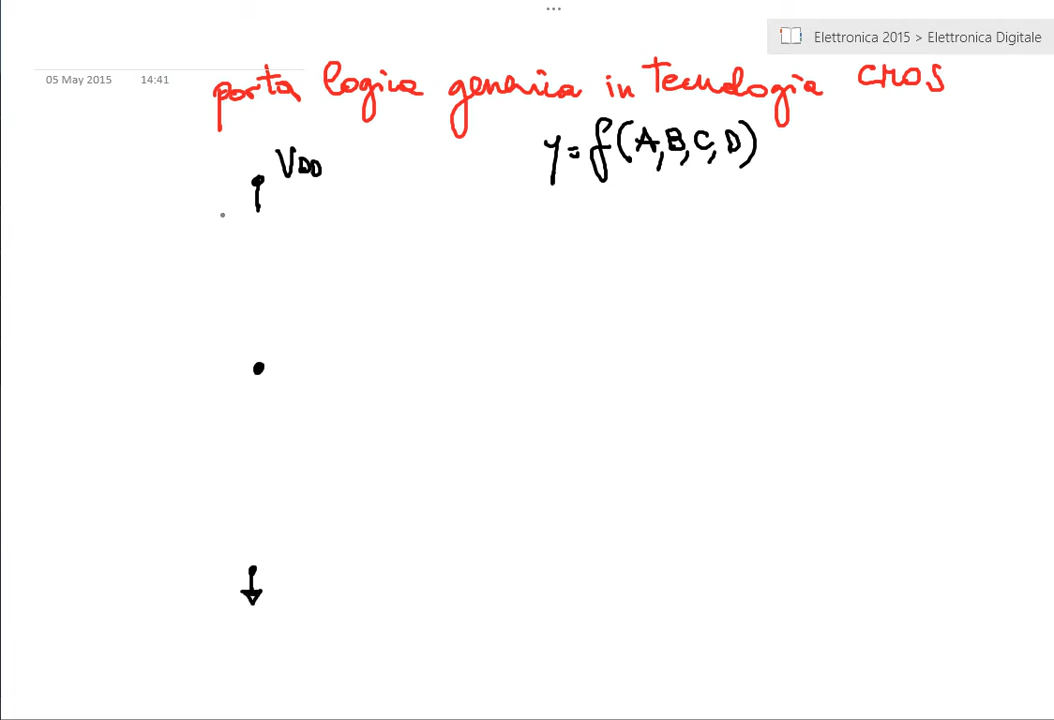 ...
Elettronica 2015 > Elettronica Digitale
05 May 2015 14:41
porta logica generica in tecnologia CMOS
y = f(A, B, C, D)
VDD